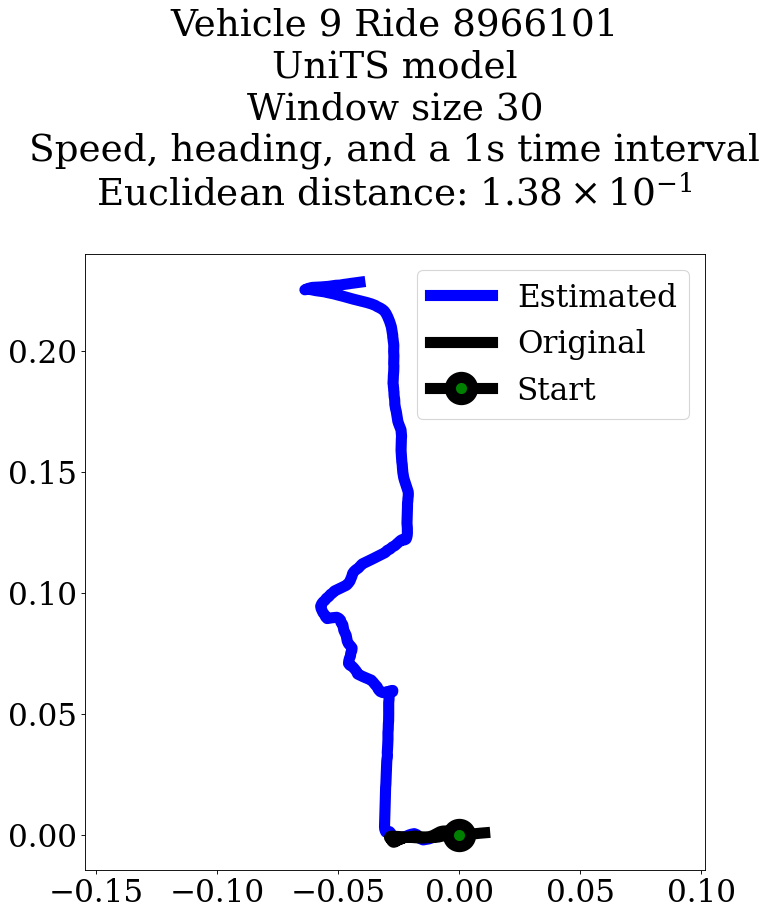 Vehicle 9 Ride 8966101
UniTS model
Window size 30
Speed, heading, and a 1s time interval
Euclidean distance: 1.38 × 10⁻¹
Estimated
Original
Start
0.20
0.15
0.10
0.05
0.00
−0.15 −0.10 −0.05 0.00 0.05 0.10